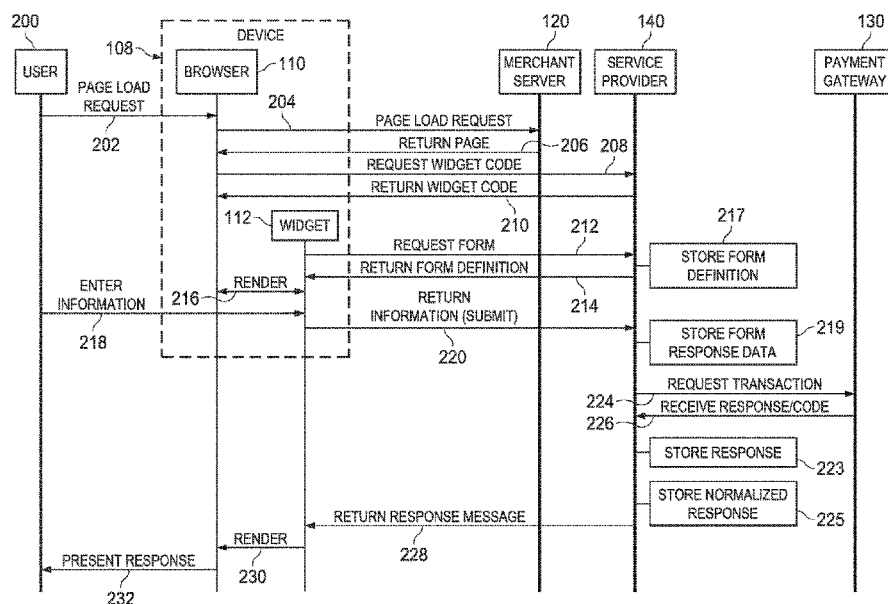 200
108
DEVICE
120
140
130
USER
BROWSER
110
MERCHANT
SERVER
SERVICE
PROVIDER
PAYMENT
GATEWAY
PAGE LOAD
REQUEST
202
204
PAGE LOAD REQUEST
RETURN PAGE
206
208
REQUEST WIDGET CODE
RETURN WIDGET CODE
210
112
WIDGET
217
REQUEST FORM
212
STORE FORM
DEFINITION
RETURN FORM DEFINITION
214
ENTER
INFORMATION
218
216
RENDER
RETURN
INFORMATION (SUBMIT)
220
STORE FORM
RESPONSE DATA
219
REQUEST TRANSACTION
224
RECEIVE RESPONSE/CODE
226
STORE RESPONSE
223
STORE NORMALIZED
RESPONSE
225
RETURN RESPONSE MESSAGE
228
RENDER
230
PRESENT RESPONSE
232